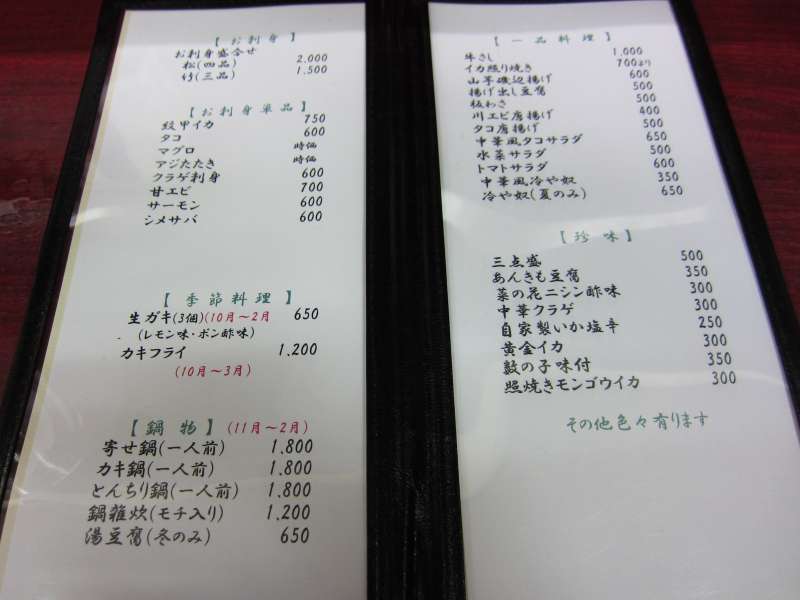 【お刺身】
お刺身盛合せ
松(四品) 2,000
竹(三品) 1,500
【お刺身単品】
紋甲イカ 750
タコ 600
マグロ 時価
アジたたき 時価
クラゲ刺身 600
甘エビ 700
サーモン 600
シメサバ 600
【季節料理】
生ガキ(3個)(10月〜2月 650
(レモン味・ポン酢味)
カキフライ 1,200
(10月〜3月)
【鍋物】(11月〜2月)
寄せ鍋(一人前) 1,800
カキ鍋(一人前) 1,800
とんちり鍋(一人前) 1,800
鍋雑炊(モチ入り) 1,200
湯豆腐(冬のみ) 650
【一品料理】
牛さし 1,000
イカ照り焼き 700より
山芋磯辺揚げ 600
揚げ出し豆腐 500
板わさ 500
川エビ唐揚げ 400
タコ唐揚げ 500
中華風タコサラダ 650
水菜サラダ 500
トマトサラダ 600
中華風冷や奴 350
冷や奴(夏のみ) 650
【珍味】
三点盛 500
あんきも豆腐 350
菜の花ニシン酢味 300
中華クラゲ 300
自家製いか塩辛 250
黄金イカ 300
数の子味付 350
照焼きモンゴウイカ 300
その他色々有ります